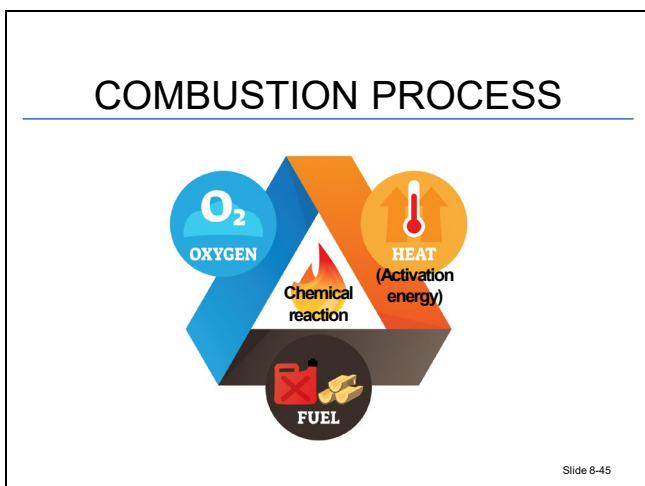 COMBUSTION PROCESS
O2
OXYGEN
HEAT
(Activation
energy)
Chemical
reaction
FUEL
Slide 8-45